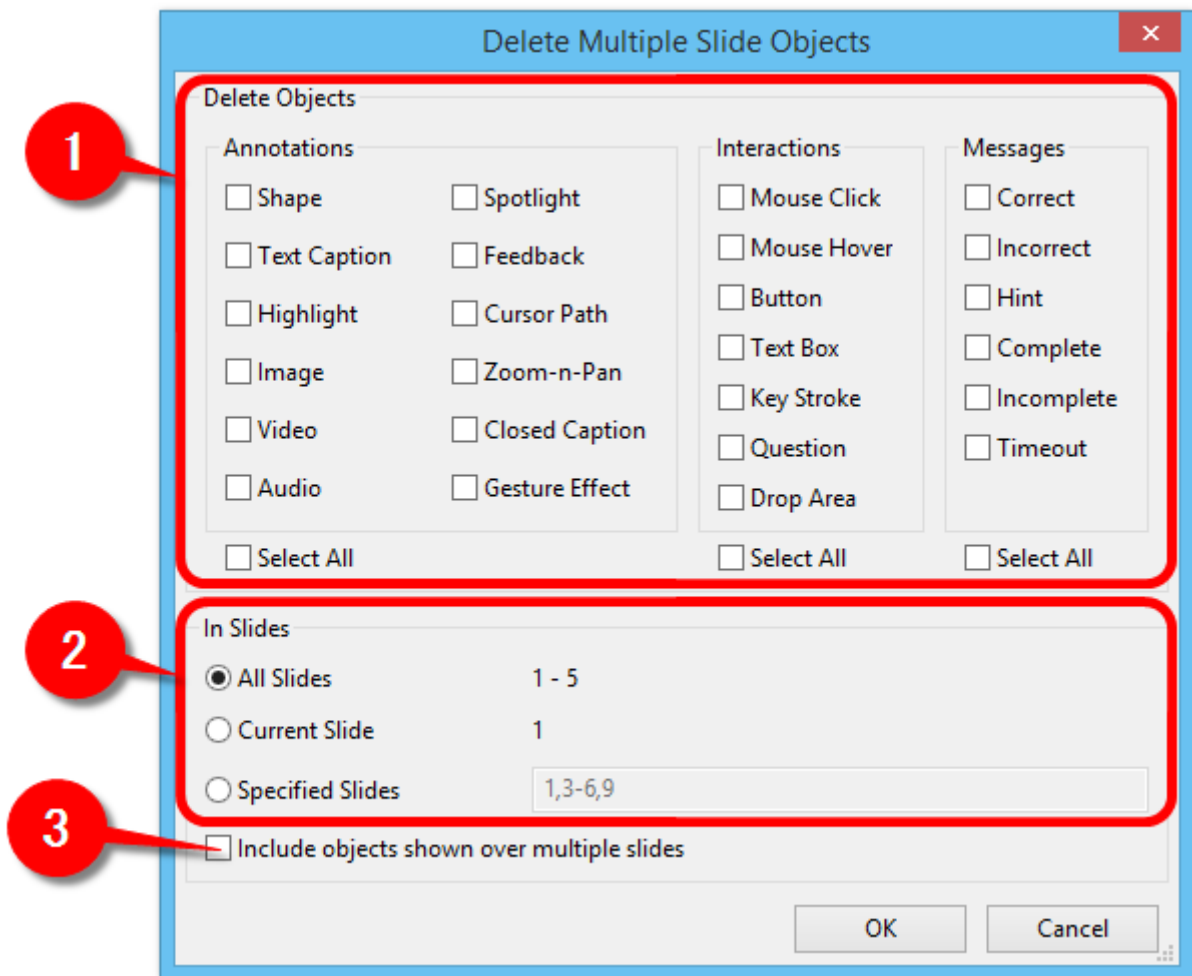 Delete Multiple Slide Objects
1
Delete Objects
Annotations
Shape
Spotlight
Text Caption
Feedback
Highlight
Cursor Path
Image
Zoom-n-Pan
Video
Closed Caption
Audio
Gesture Effect
Select All
Interactions
Mouse Click
Mouse Hover
Button
Text Box
Key Stroke
Question
Drop Area
Select All
Messages
Correct
Incorrect
Hint
Complete
Incomplete
Timeout
Select All
2
In Slides
All Slides 1 - 5
Current Slide 1
Specified Slides 1,3-6,9
3
Include objects shown over multiple slides
OK
Cancel